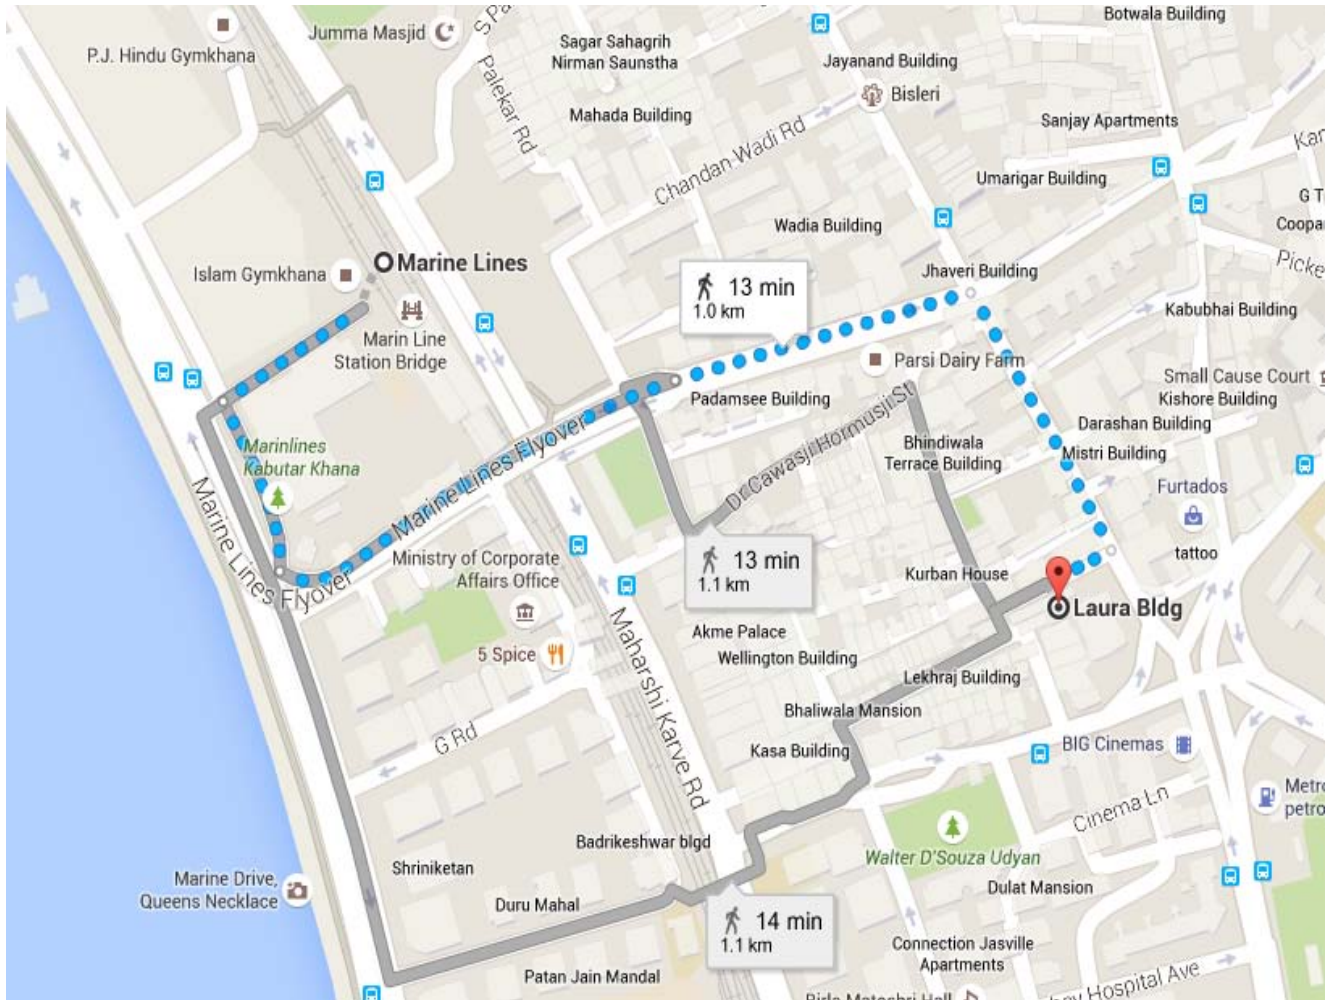 Botwala Building
Jumma Masjid
P.J. Hindu Gymkhana
Sagar Sahagrih
Nirman Saunstha
Jayanand Building
Palekar Rd
Bisleri
Mahada Building
Sanjay Apartments
Chandan Wadi Rd
Umarigar Building
Wadia Building
Islam Gymkhana
Marine Lines
Jhaveri Building
13 min
1.0 km
Kabubhai Building
Marin Line
Station Bridge
Parsi Dairy Farm
Small Cause Court
Kishore Building
Padamsee Building
Darashan Building
Marinlines
Kabutar Khana
Marine Lines Flyover
Dr Cawasji Hormusji St
Bhindiwala
Terrace Building
Mistri Building
Furtados
Marine Lines Flyover
Ministry of Corporate
Affairs Office
13 min
1.1 km
tattoo
Kurban House
Laura Bldg
Akme Palace
5 Spice
Wellington Building
Maharshi Karve Rd
Lekhraj Building
Bhaliwala Mansion
G Rd
Kasa Building
BIG Cinemas
Cinema Ln
Badrikeshwar blgd
Walter D'Souza Udyan
Shriniketan
Marine Drive,
Queens Necklace
Duru Mahal
Dulat Mansion
14 min
1.1 km
Connection Jasville
Apartments
Patan Jain Mandal
Hospital Ave